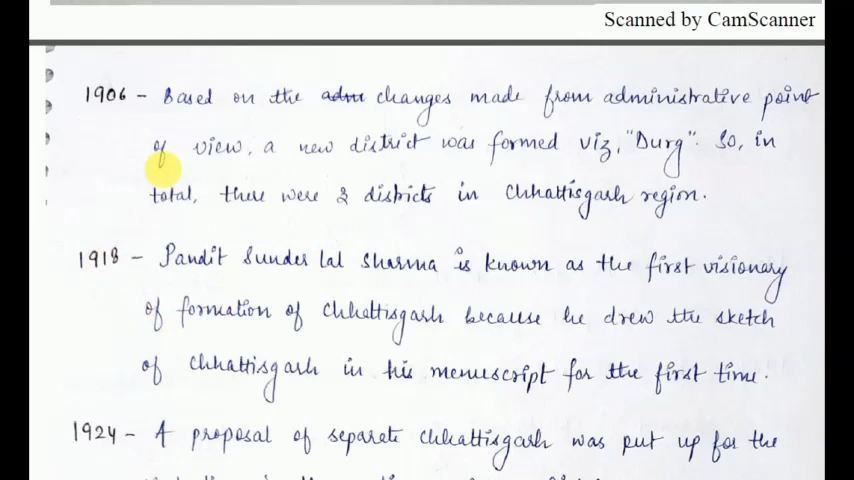 Scanned by CamScanner
1906 - Based on the changes made from administrative point
of view, a new district was formed viz, "Durg". So, in
total, there were 3 districts in Chhattisgarh region.
1918 - Pandit Sunder Lal Sharma is known as the first visionary
of formation of Chhattisgarh because he drew the sketch
of Chhattisgarh in his menuscript for the first time.
1924 - A proposal of separate Chhattisgarh was put up for the